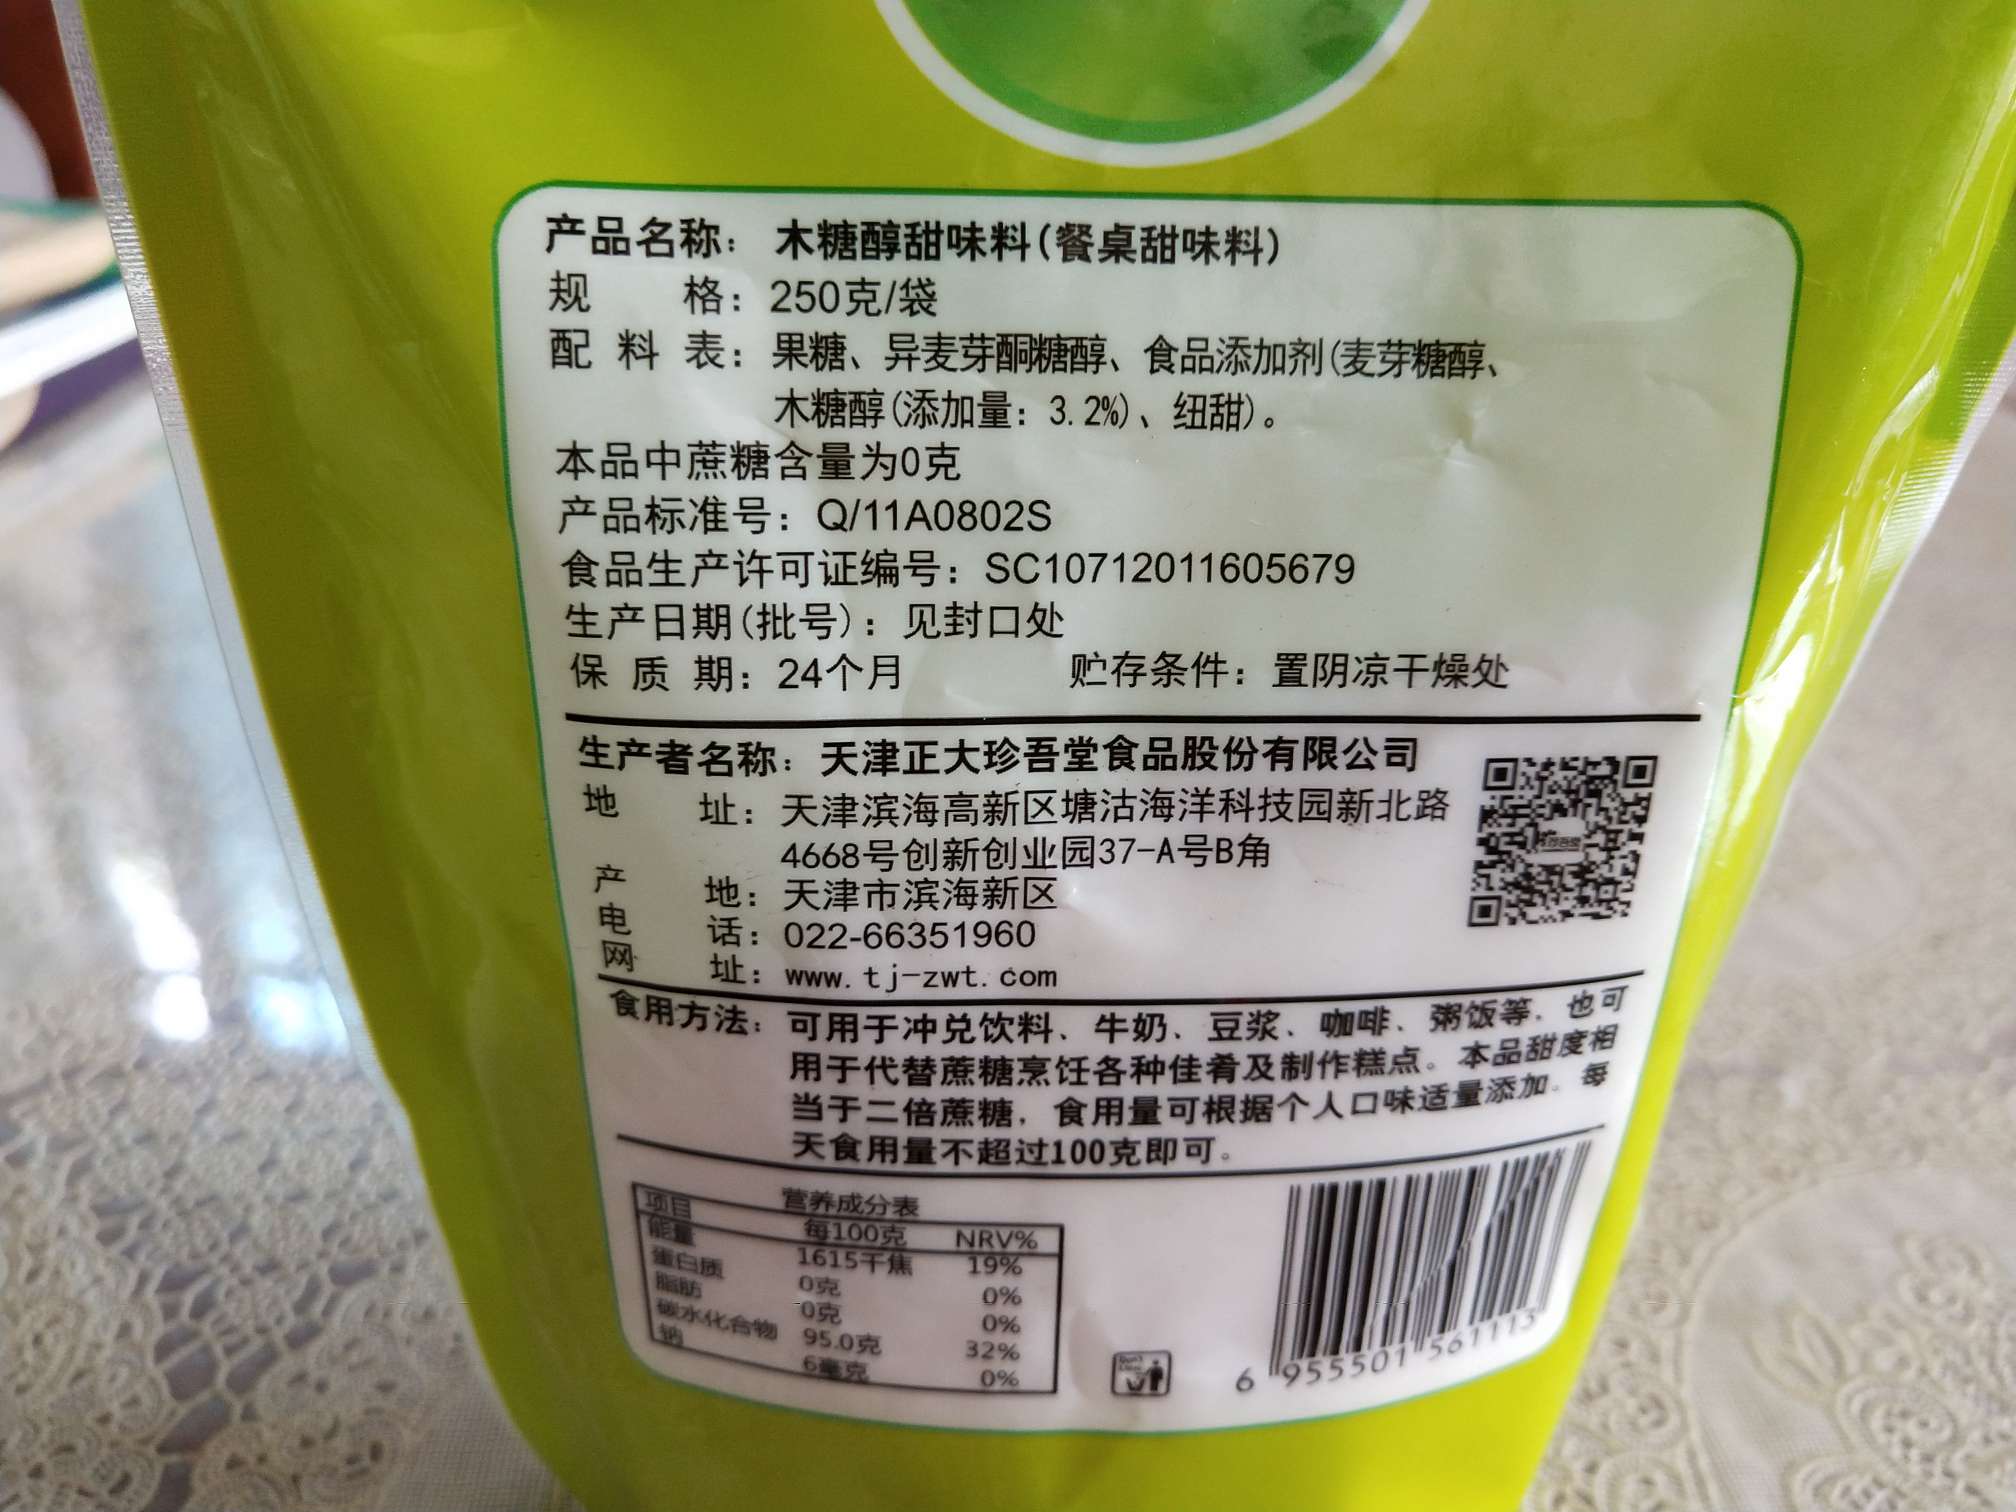 产品名称：木糖醇甜味料(餐桌甜味料)
规 格：250克/袋
配 料 表：果糖、异麦芽酮糖醇、食品添加剂(麦芽糖醇、
木糖醇(添加量：3.2%)、纽甜)。
本品中蔗糖含量为0克
产品标准号：Q/11A0802S
食品生产许可证编号：SC10712011605679
生产日期(批号)：见封口处
保 质 期：24个月 贮存条件：置阴凉干燥处
生产者名称：天津正大珍吾堂食品股份有限公司
地 址：天津滨海高新区塘沽海洋科技园新北路
4668号创新创业园37-A号B角
产 地：天津市滨海新区
电 话：022-66351960
网 址：www.tj-zwt.com
食用方法：可用于冲兑饮料、牛奶、豆浆、咖啡、粥饭等，也可
用于代替蔗糖烹饪各种佳肴及制作糕点。本品甜度相
当于二倍蔗糖，食用量可根据个人口味适量添加。每
天食用量不超过100克即可。
营养成分表
项目 每100克 NRV%
能量 1615千焦 19%
蛋白质 0克 0%
脂肪 0克 0%
碳水化合物 95.0克 32%
钠 6毫克 0%
6 955501 561113